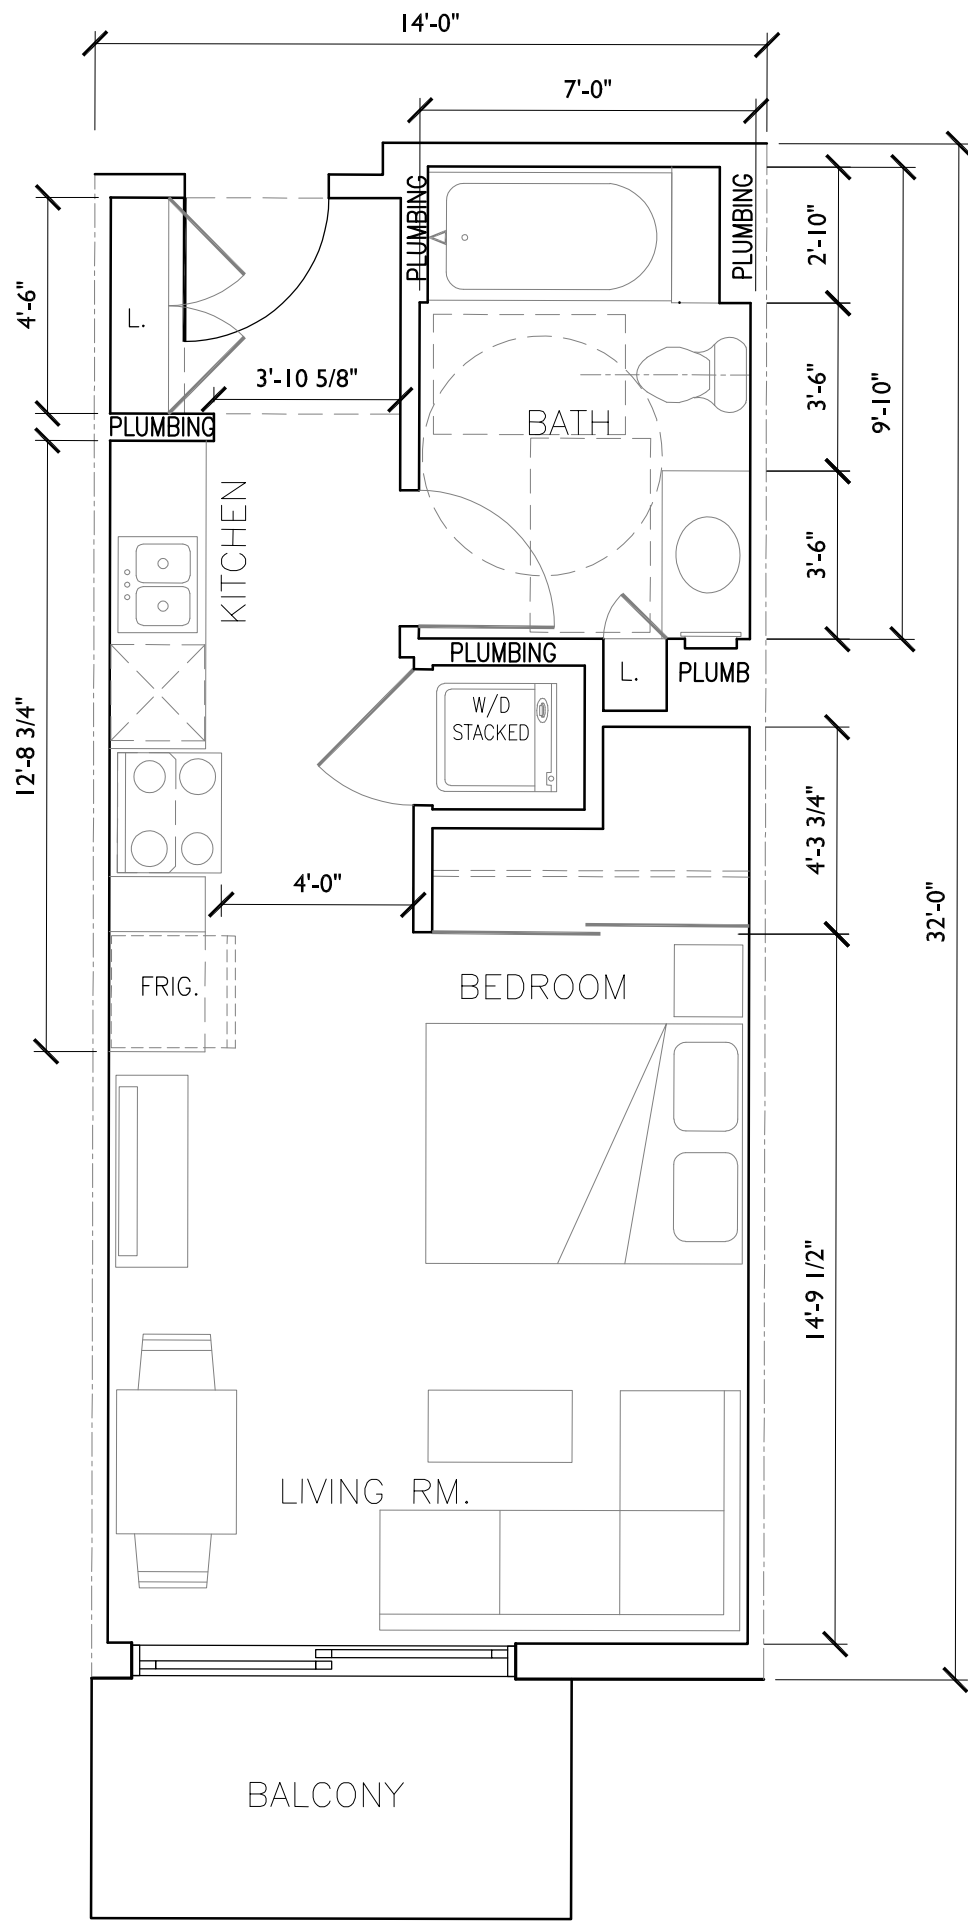 14'-0"
7'-0"
PLUMBING
PLUMBING
2'-10"
4'-6"
L.
3'-10 5/8"
3'-6"
9'-10"
BATH
PLUMBING
KITCHEN
3'-6"
PLUMBING
L.
PLUMB
W/D
STACKED
12'-8 3/4"
4'-3 3/4"
4'-0"
32'-0"
FRIG.
BEDROOM
14'-9 1/2"
LIVING RM.
BALCONY